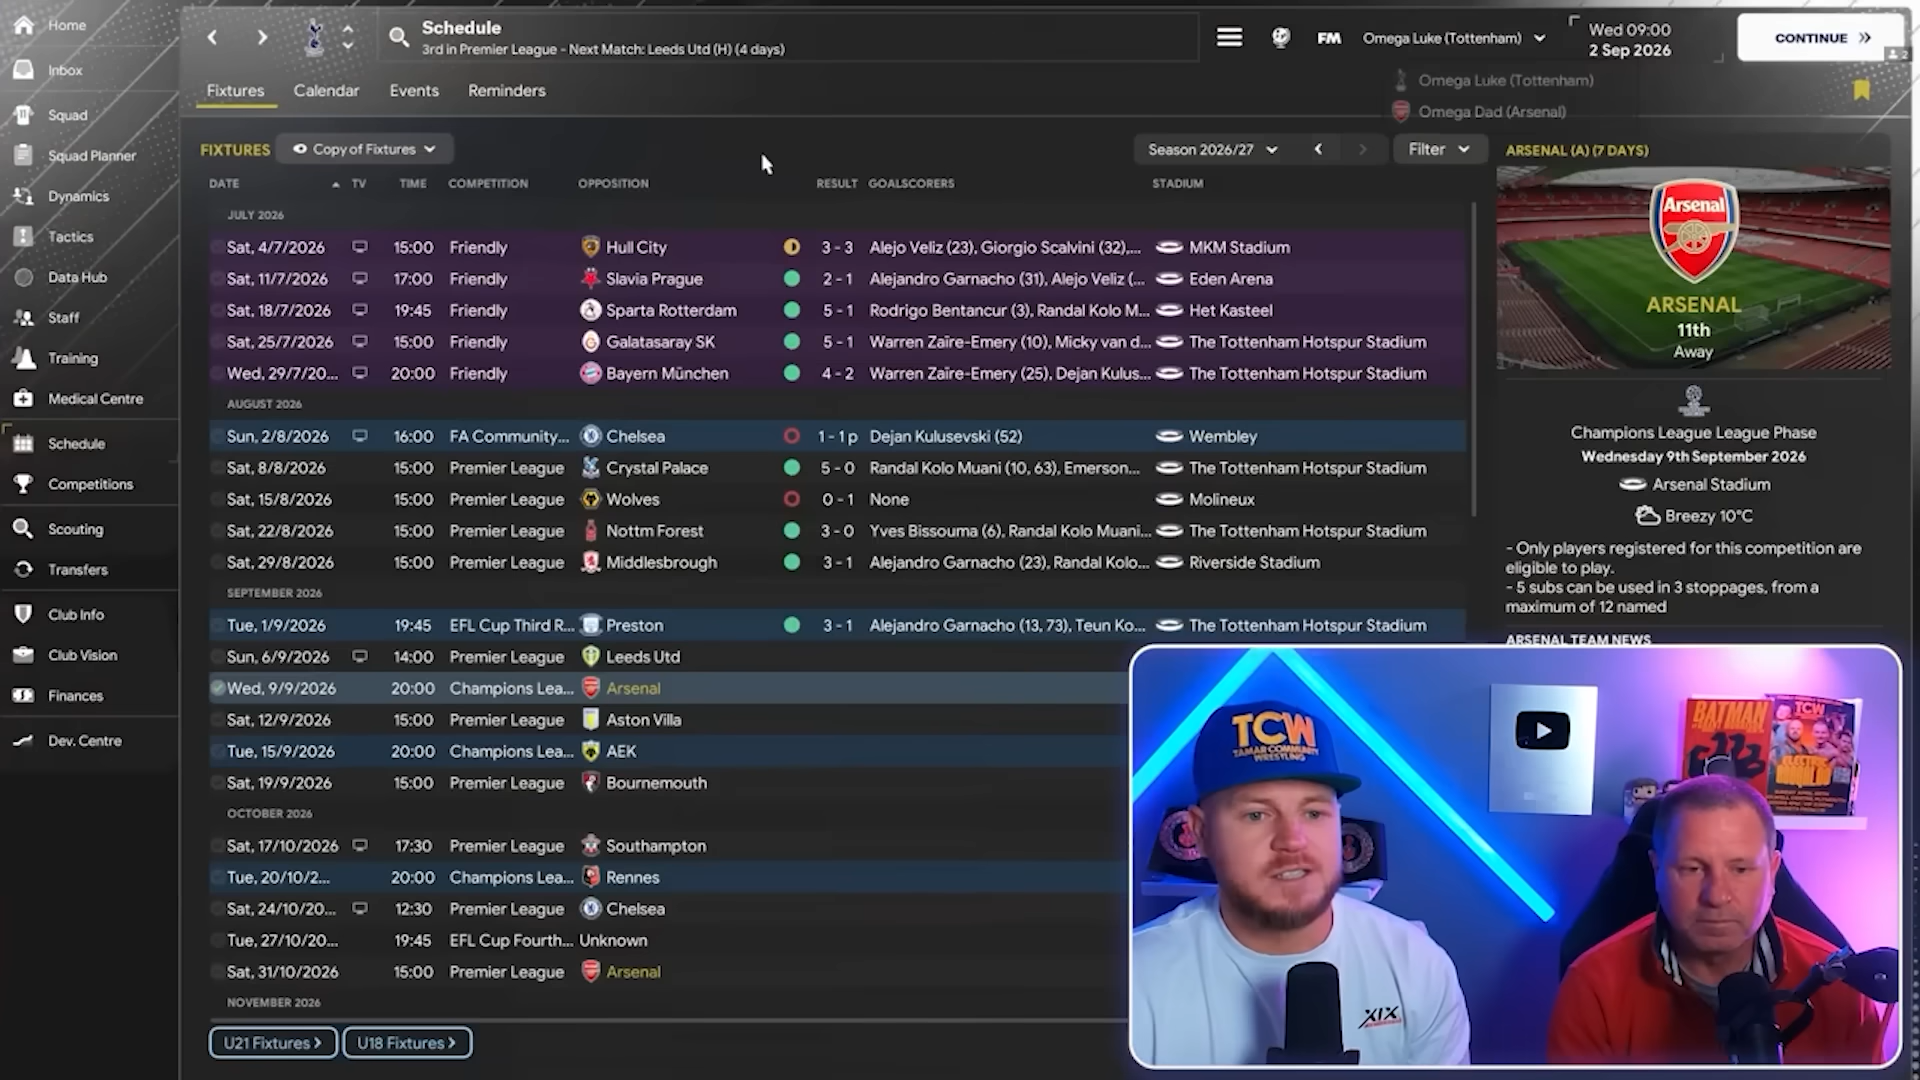 Home
Inbox
Squad
Squad Planner
Dynamics
Tactics
Data Hub
Staff
Training
Medical Centre
Schedule
Competitions
Scouting
Transfers
Club Info
Club Vision
Finances
Dev. Centre
Schedule
3rd in Premier League - Next Match: Leeds Utd (H) (4 days)
FM
Omega Luke (Tottenham)
Wed 09:00
2 Sep 2026
CONTINUE
2
Omega Luke (Tottenham)
Omega Dad (Arsenal)
Fixtures Calendar Events Reminders
FIXTURES Copy of Fixtures Season 2026/27 Filter
DATE TV TIME COMPETITION OPPOSITION RESULT GOALSCORERS STADIUM
JULY 2026
Sat, 4/7/2026 15:00 Friendly Hull City 3 - 3 Alejo Veliz (23), Giorgio Scalvini (32),... MKM Stadium
Sat, 11/7/2026 17:00 Friendly Slavia Prague 2 - 1 Alejandro Garnacho (31), Alejo Veliz (... Eden Arena
Sat, 18/7/2026 19:45 Friendly Sparta Rotterdam 5 - 1 Rodrigo Bentancur (3), Randal Kolo M... Het Kasteel
Sat, 25/7/2026 15:00 Friendly Galatasaray SK 5 - 1 Warren Zaïre-Emery (10), Micky van d... The Tottenham Hotspur Stadium
Wed, 29/7/20... 20:00 Friendly Bayern München 4 - 2 Warren Zaïre-Emery (25), Dejan Kulus... The Tottenham Hotspur Stadium
AUGUST 2026
Sun, 2/8/2026 16:00 FA Community... Chelsea 1 - 1 p Dejan Kulusevski (52) Wembley
Sat, 8/8/2026 15:00 Premier League Crystal Palace 5 - 0 Randal Kolo Muani (10, 63), Emerson... The Tottenham Hotspur Stadium
Sat, 15/8/2026 15:00 Premier League Wolves 0 - 1 None Molineux
Sat, 22/8/2026 15:00 Premier League Nottm Forest 3 - 0 Yves Bissouma (6), Randal Kolo Muani... The Tottenham Hotspur Stadium
Sat, 29/8/2026 15:00 Premier League Middlesbrough 3 - 1 Alejandro Garnacho (23), Randal Kolo... Riverside Stadium
SEPTEMBER 2026
Tue, 1/9/2026 19:45 EFL Cup Third R... Preston 3 - 1 Alejandro Garnacho (13, 73), Teun Ko... The Tottenham Hotspur Stadium
Sun, 6/9/2026 14:00 Premier League Leeds Utd
Wed, 9/9/2026 20:00 Champions Lea... Arsenal
Sat, 12/9/2026 15:00 Premier League Aston Villa
Tue, 15/9/2026 20:00 Champions Lea... AEK
Sat, 19/9/2026 15:00 Premier League Bournemouth
OCTOBER 2026
Sat, 17/10/2026 17:30 Premier League Southampton
Tue, 20/10/2... 20:00 Champions Lea... Rennes
Sat, 24/10/20... 12:30 Premier League Chelsea
Tue, 27/10/20... 19:45 EFL Cup Fourth... Unknown
Sat, 31/10/2026 15:00 Premier League Arsenal
NOVEMBER 2026
U21 Fixtures U18 Fixtures
ARSENAL (A) (7 DAYS)
Arsenal
ARSENAL
11th
Away
Champions League League Phase
Wednesday 9th September 2026
Arsenal Stadium
Breezy 10°C
- Only players registered for this competition are
eligible to play.
- 5 subs can be used in 3 stoppages, from a
maximum of 12 named
ARSENAL TEAM NEWS
TCW
TAMAR COMMUNITY
WRESTLING
BATMAN
TCW
XIX